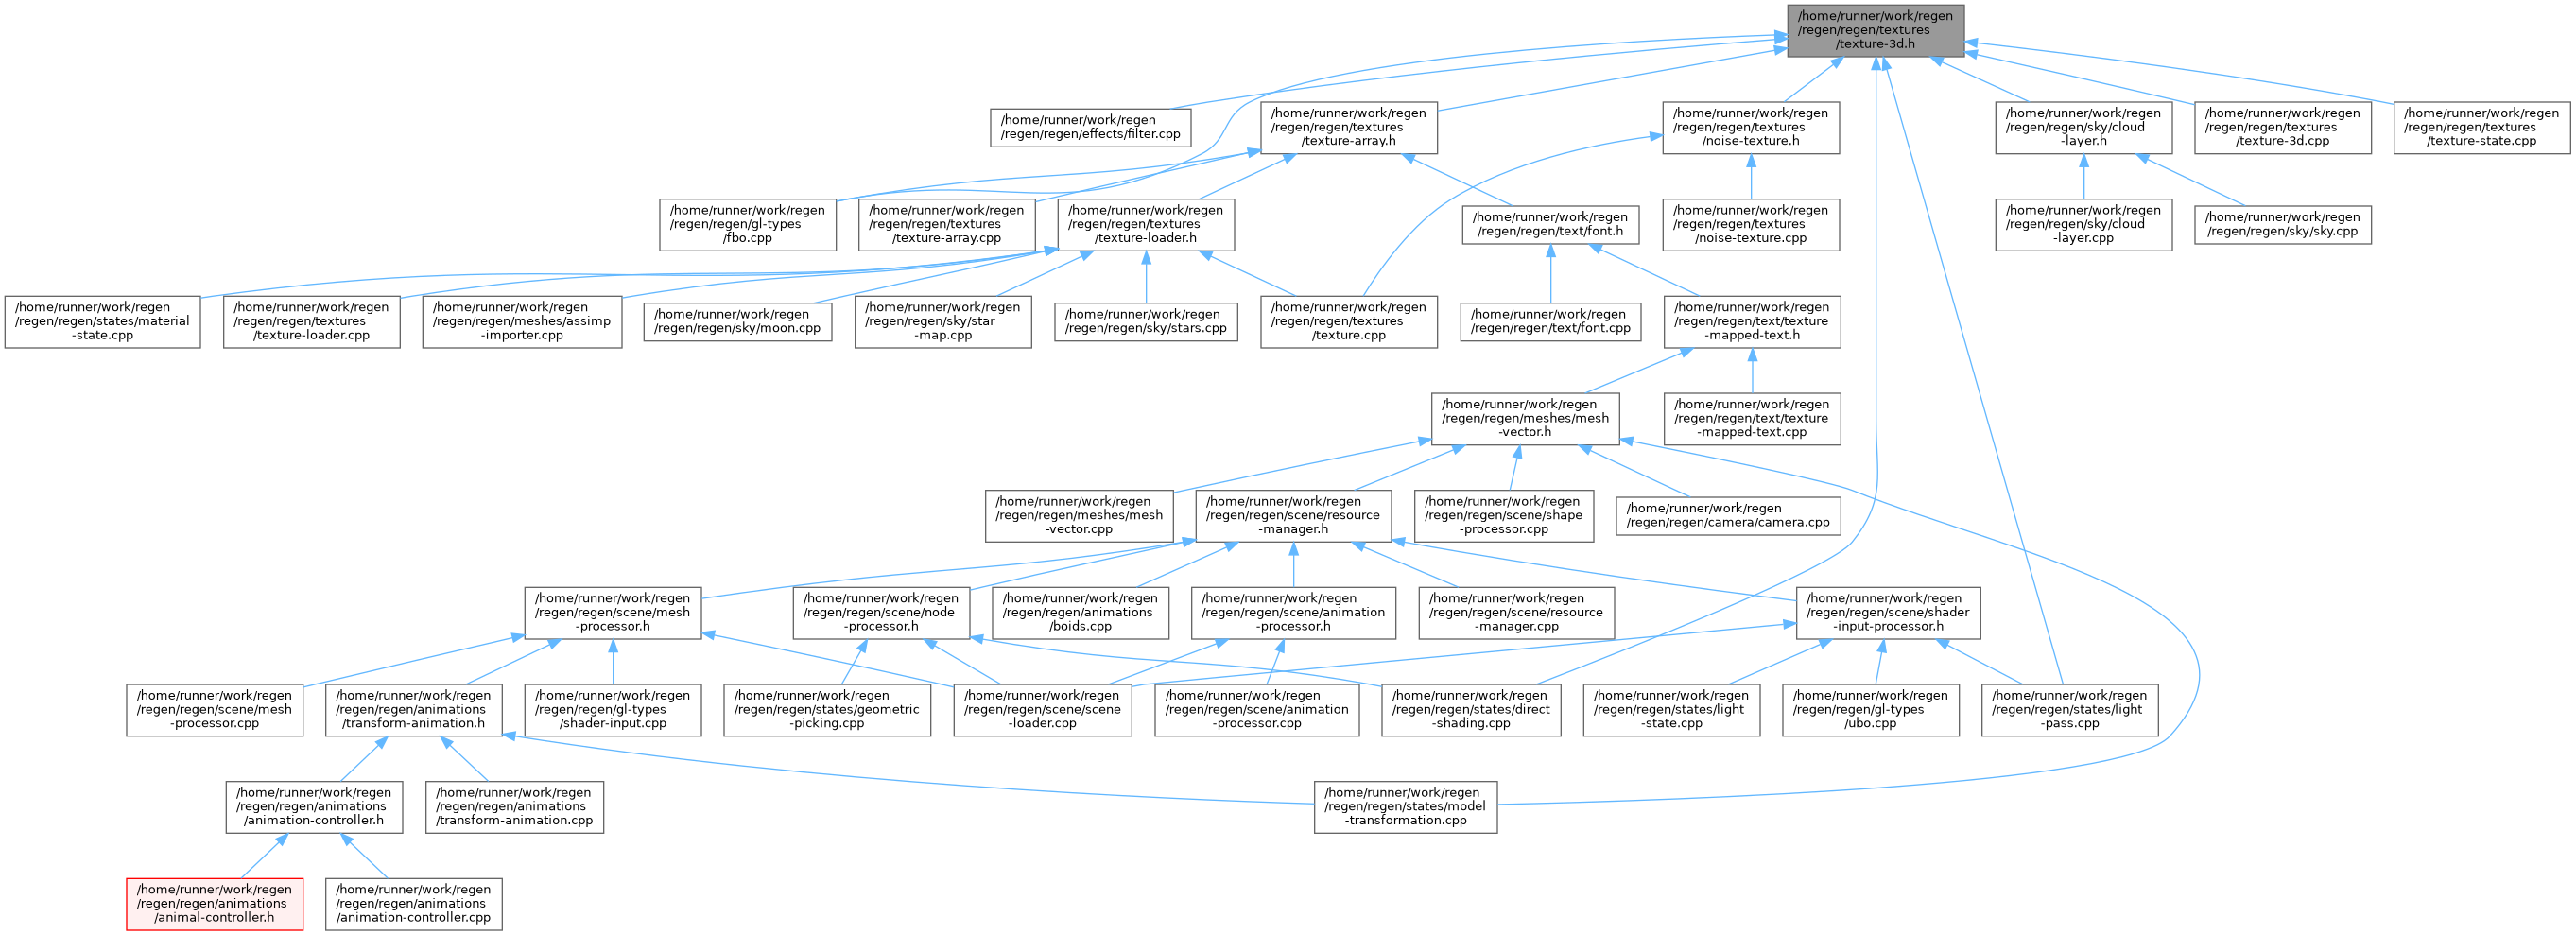 /home/runner/work/regen
/regen/regen/textures
/texture-3d.h
/home/runner/work/regen
/regen/regen/effects/filter.cpp
/home/runner/work/regen
/regen/regen/textures
/texture-array.h
/home/runner/work/regen
/regen/regen/textures
/noise-texture.h
/home/runner/work/regen
/regen/regen/sky/cloud
-layer.h
/home/runner/work/regen
/regen/regen/textures
/texture-3d.cpp
/home/runner/work/regen
/regen/regen/textures
/texture-state.cpp
/home/runner/work/regen
/regen/regen/gl-types
/fbo.cpp
/home/runner/work/regen
/regen/regen/textures
/texture-array.cpp
/home/runner/work/regen
/regen/regen/textures
/texture-loader.h
/home/runner/work/regen
/regen/regen/text/font.h
/home/runner/work/regen
/regen/regen/textures
/noise-texture.cpp
/home/runner/work/regen
/regen/regen/sky/cloud
-layer.cpp
/home/runner/work/regen
/regen/regen/sky/sky.cpp
/home/runner/work/regen
/regen/regen/states/material
-state.cpp
/home/runner/work/regen
/regen/regen/textures
/texture-loader.cpp
/home/runner/work/regen
/regen/regen/meshes/assimp
-importer.cpp
/home/runner/work/regen
/regen/regen/sky/moon.cpp
/home/runner/work/regen
/regen/regen/sky/star
-map.cpp
/home/runner/work/regen
/regen/regen/sky/stars.cpp
/home/runner/work/regen
/regen/regen/textures
/texture.cpp
/home/runner/work/regen
/regen/regen/text/font.cpp
/home/runner/work/regen
/regen/regen/text/texture
-mapped-text.h
/home/runner/work/regen
/regen/regen/meshes/mesh
-vector.h
/home/runner/work/regen
/regen/regen/text/texture
-mapped-text.cpp
/home/runner/work/regen
/regen/regen/meshes/mesh
-vector.cpp
/home/runner/work/regen
/regen/regen/scene/resource
-manager.h
/home/runner/work/regen
/regen/regen/scene/shape
-processor.cpp
/home/runner/work/regen
/regen/regen/camera/camera.cpp
/home/runner/work/regen
/regen/regen/scene/mesh
-processor.h
/home/runner/work/regen
/regen/regen/scene/node
-processor.h
/home/runner/work/regen
/regen/regen/animations
/boids.cpp
/home/runner/work/regen
/regen/regen/scene/animation
-processor.h
/home/runner/work/regen
/regen/regen/scene/resource
-manager.cpp
/home/runner/work/regen
/regen/regen/scene/shader
-input-processor.h
/home/runner/work/regen
/regen/regen/scene/mesh
-processor.cpp
/home/runner/work/regen
/regen/regen/animations
/transform-animation.h
/home/runner/work/regen
/regen/regen/gl-types
/shader-input.cpp
/home/runner/work/regen
/regen/regen/states/geometric
-picking.cpp
/home/runner/work/regen
/regen/regen/scene/scene
-loader.cpp
/home/runner/work/regen
/regen/regen/scene/animation
-processor.cpp
/home/runner/work/regen
/regen/regen/states/direct
-shading.cpp
/home/runner/work/regen
/regen/regen/states/light
-state.cpp
/home/runner/work/regen
/regen/regen/gl-types
/ubo.cpp
/home/runner/work/regen
/regen/regen/states/light
-pass.cpp
/home/runner/work/regen
/regen/regen/animations
/animation-controller.h
/home/runner/work/regen
/regen/regen/animations
/transform-animation.cpp
/home/runner/work/regen
/regen/regen/states/model
-transformation.cpp
/home/runner/work/regen
/regen/regen/animations
/animal-controller.h
/home/runner/work/regen
/regen/regen/animations
/animation-controller.cpp